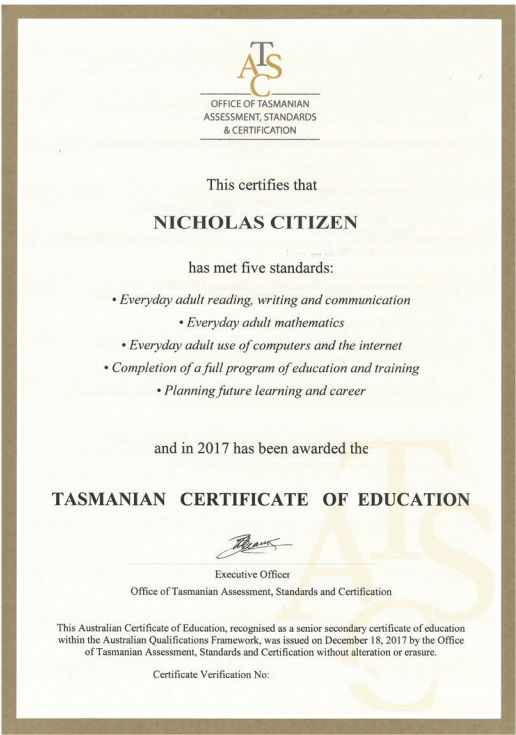 TASC
OFFICE OF TASMANIAN
ASSESSMENT, STANDARDS
& CERTIFICATION
This certifies that
NICHOLAS CITIZEN
has met five standards:
• Everyday adult reading, writing and communication
• Everyday adult mathematics
• Everyday adult use of computers and the internet
• Completion of a full program of education and training
• Planning future learning and career
and in 2017 has been awarded the
TASMANIAN CERTIFICATE OF EDUCATION
Executive Officer
Office of Tasmanian Assessment, Standards and Certification
This Australian Certificate of Education, recognised as a senior secondary certificate of education
within the Australian Qualifications Framework, was issued on December 18, 2017 by the Office
of Tasmanian Assessment, Standards and Certification without alteration or erasure.
Certificate Verification No:
TASC